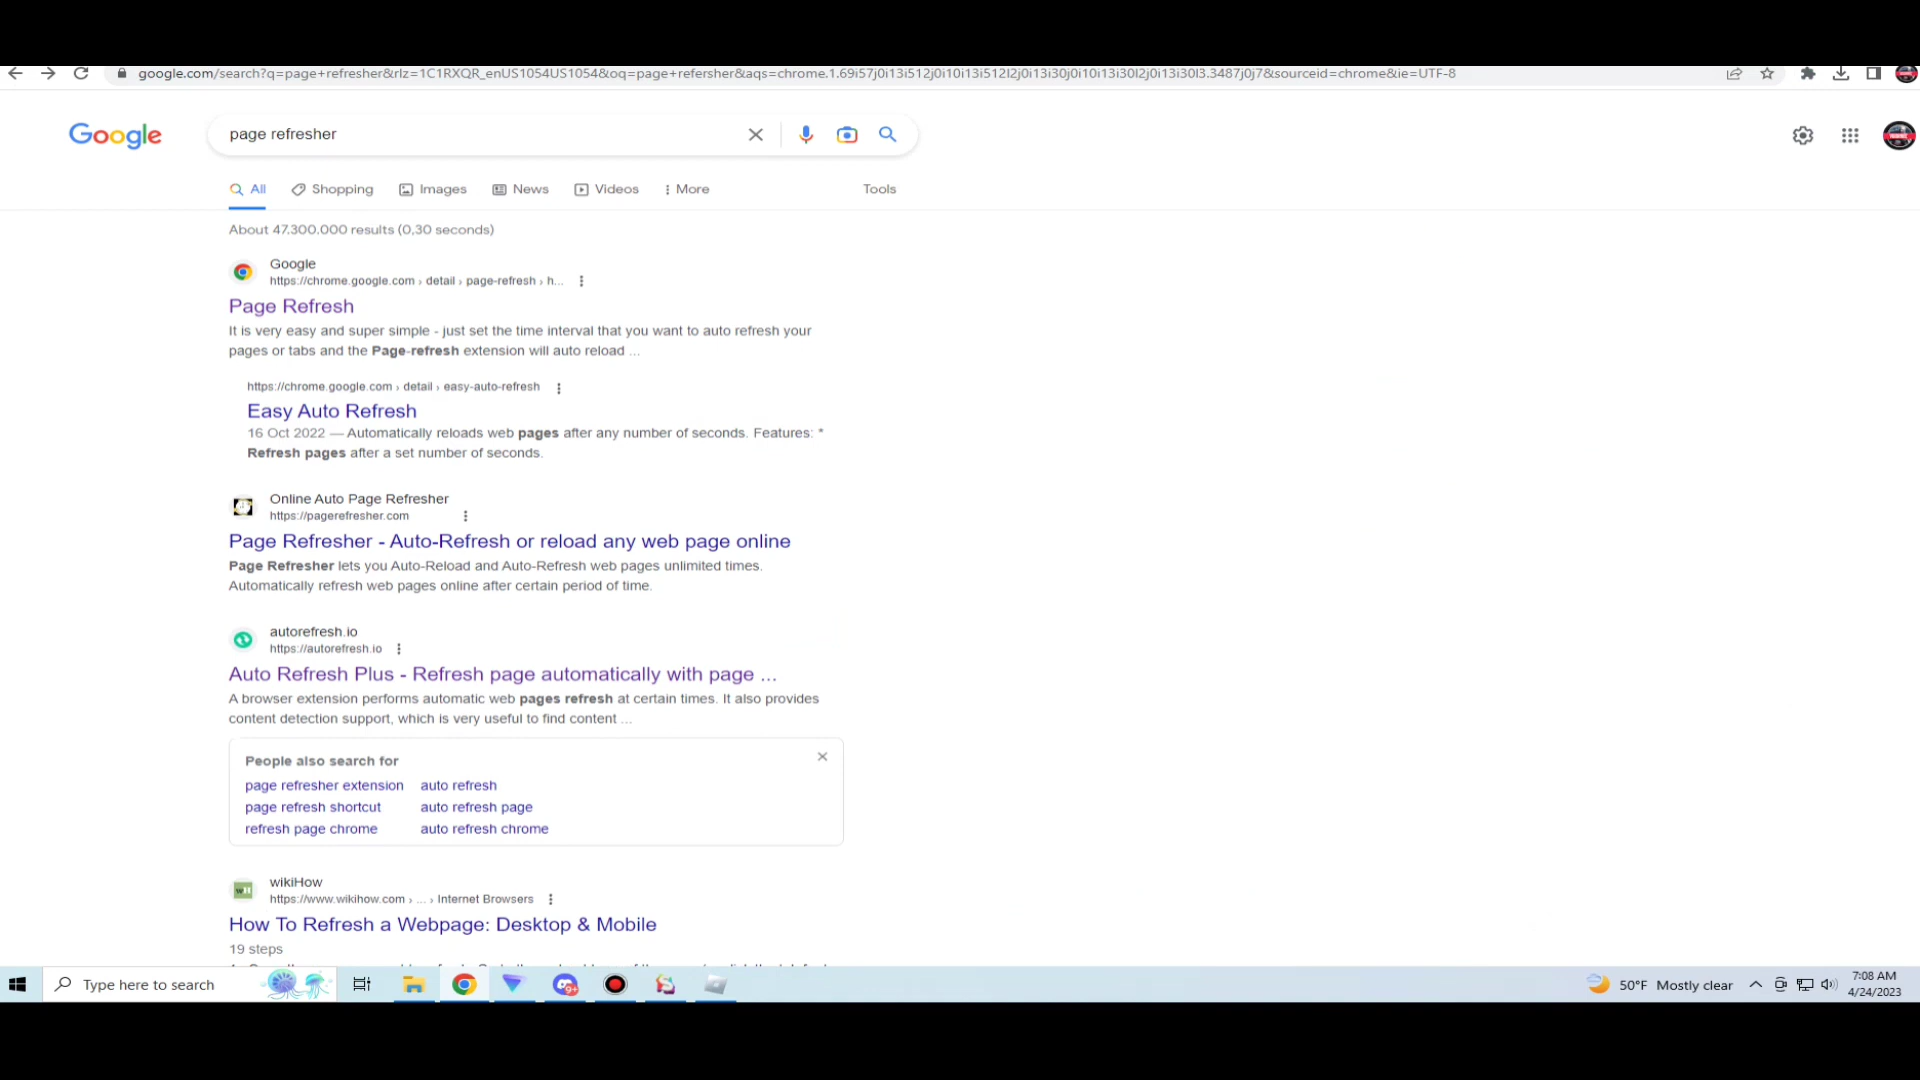 google.com/search?q=page+refresher&rlz=1C1RXQR_enUS1054US1054&oq=page+refersher&aqs=chrome.1.69i57j0i13i512j0i10i13i512l2j0i13i30j0i10i13i30l2j0i13i30l3.3487j0j7&sourceid=chrome&ie=UTF-8
Google
page refresher
All
Shopping
Images
News
Videos
More
Tools
About 47.300.000 results (0,30 seconds)
Google
https://chrome.google.com › detail › page-refresh › h...
Page Refresh
It is very easy and super simple - just set the time interval that you want to auto refresh your
pages or tabs and the Page-refresh extension will auto reload ...
https://chrome.google.com › detail › easy-auto-refresh
Easy Auto Refresh
16 Oct 2022 — Automatically reloads web pages after any number of seconds. Features: *
Refresh pages after a set number of seconds.
Online Auto Page Refresher
https://pagerefresher.com
Page Refresher - Auto-Refresh or reload any web page online
Page Refresher lets you Auto-Reload and Auto-Refresh web pages unlimited times.
Automatically refresh web pages online after certain period of time.
autorefresh.io
https://autorefresh.io
Auto Refresh Plus - Refresh page automatically with page ...
A browser extension performs automatic web pages refresh at certain times. It also provides
content detection support, which is very useful to find content ...
People also search for
page refresher extension
auto refresh
page refresh shortcut
auto refresh page
refresh page chrome
auto refresh chrome
wikiHow
https://www.wikihow.com › ... › Internet Browsers
How To Refresh a Webpage: Desktop & Mobile
19 steps
Type here to search
50°F Mostly clear
7:08 AM
4/24/2023